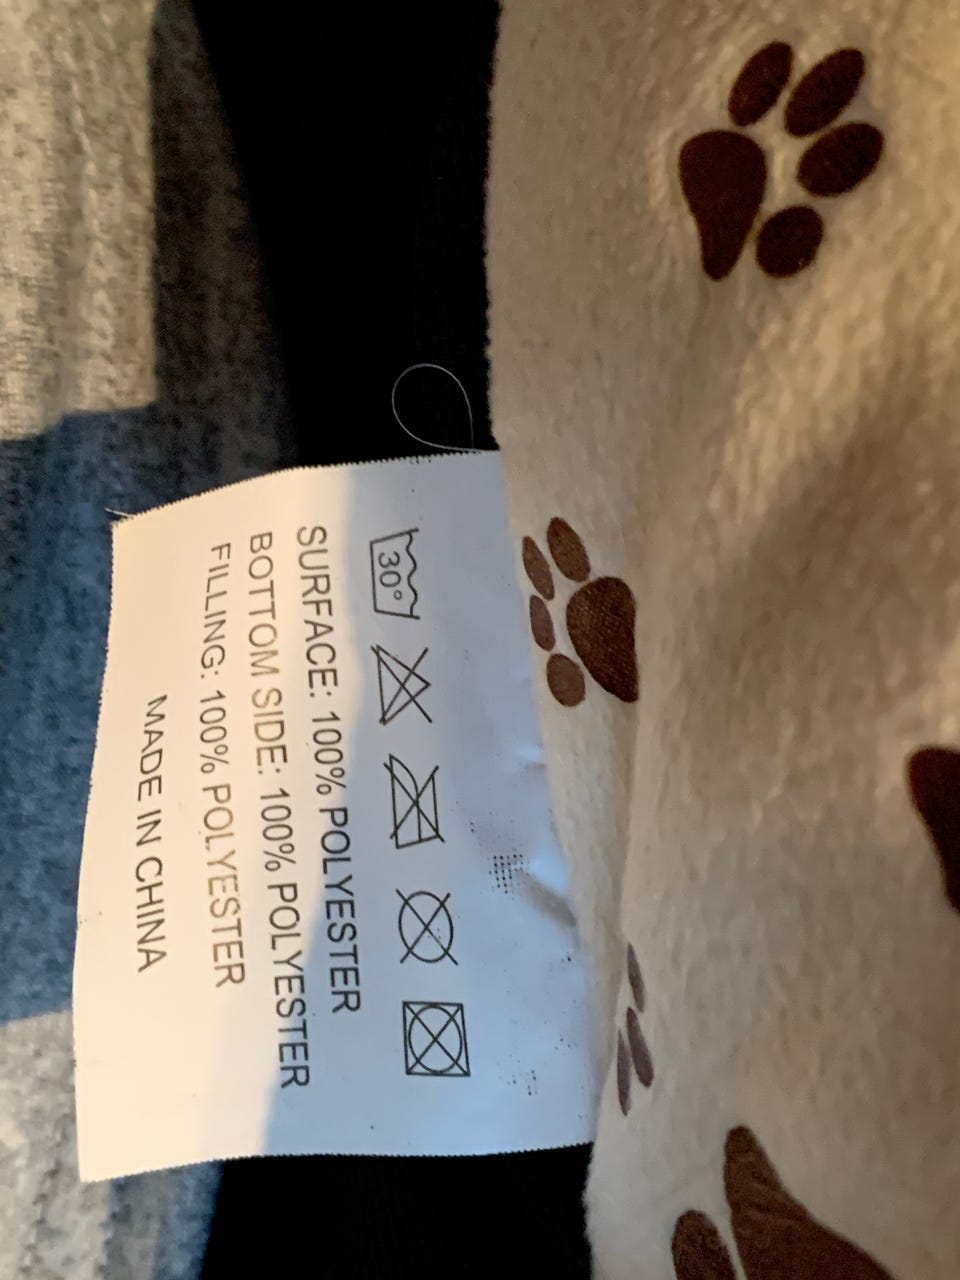 30°
SURFACE: 100% POLYESTER
BOTTOM SIDE: 100% POLYESTER
FILLING: 100% POLYESTER
MADE IN CHINA